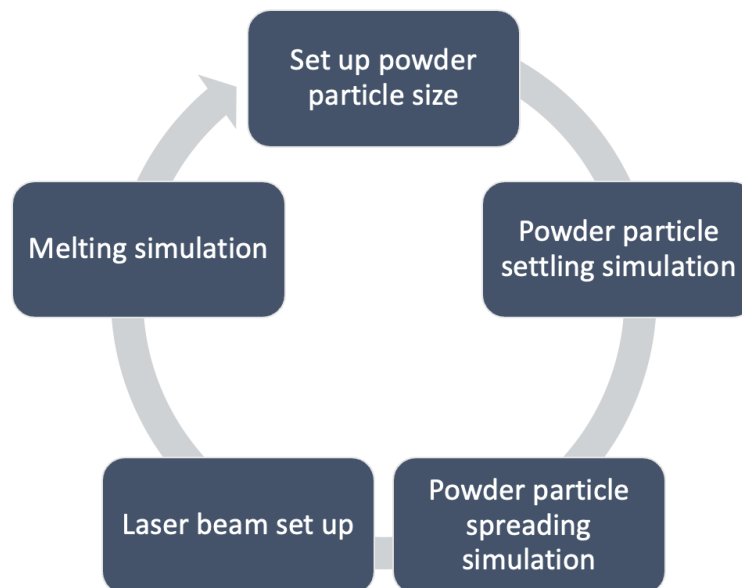 Set up powder
particle size
Powder particle
settling simulation
Powder particle
spreading
simulation
Laser beam set up
Melting simulation